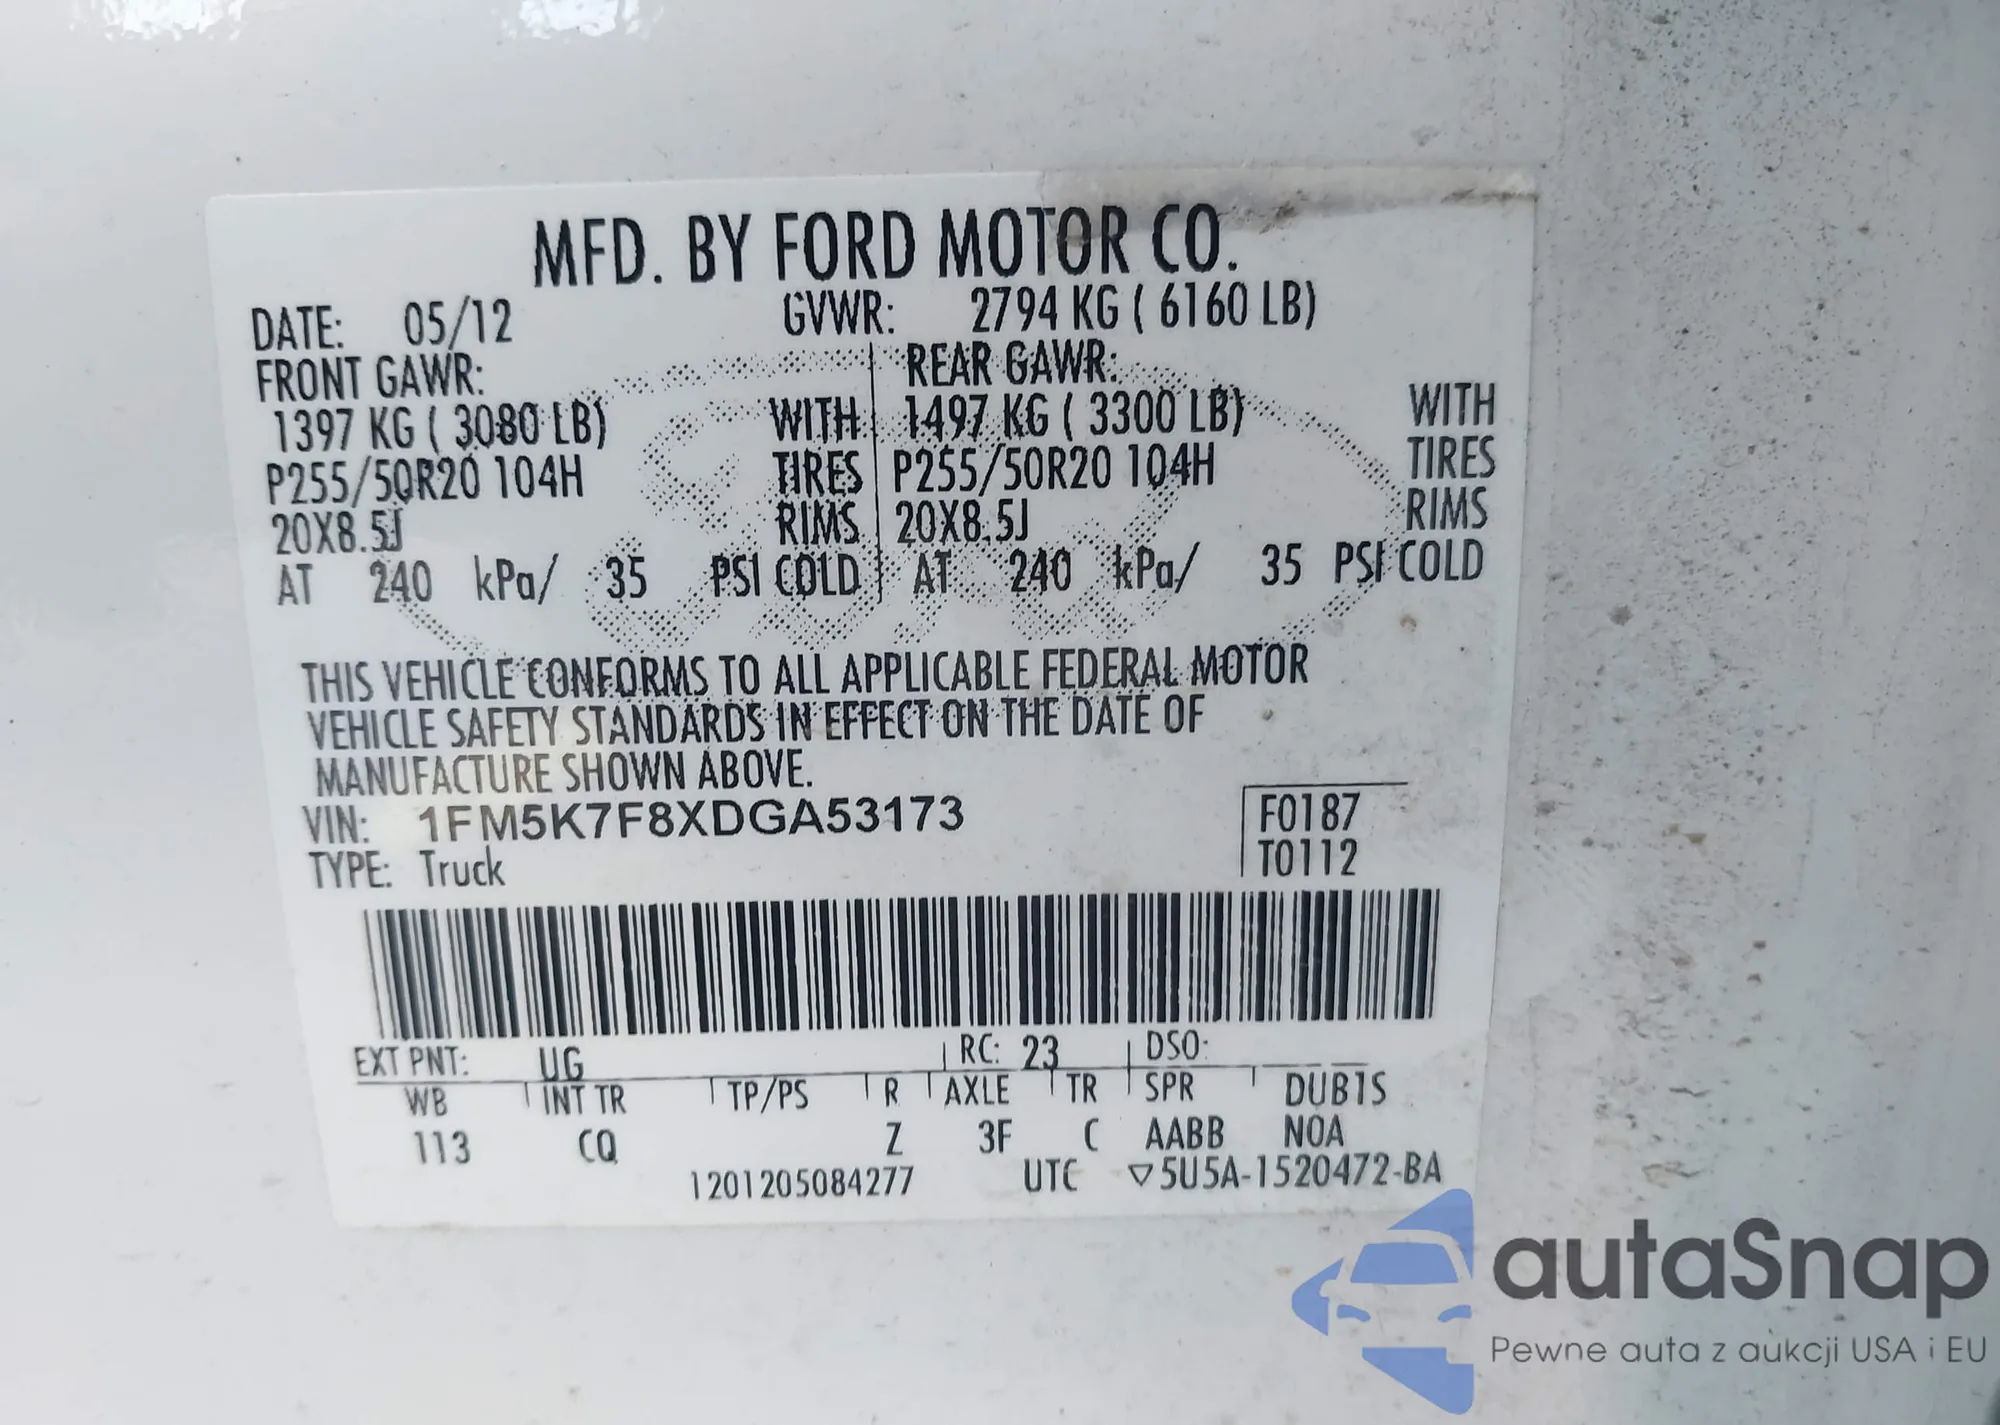 MFD. BY FORD MOTOR CO.
DATE: 05/12 GVWR: 2794 KG ( 6160 LB)
FRONT GAWR: REAR GAWR:
1397 KG ( 3080 LB) WITH 1497 KG ( 3300 LB) WITH
P255/50R20 104H TIRES P255/50R20 104H TIRES
20X8.5J RIMS 20X8.5J RIMS
AT 240 kPa/ 35 PSI COLD AT 240 kPa/ 35 PSI COLD
THIS VEHICLE CONFORMS TO ALL APPLICABLE FEDERAL MOTOR
VEHICLE SAFETY STANDARDS IN EFFECT ON THE DATE OF
MANUFACTURE SHOWN ABOVE.
VIN: 1FM5K7F8XDGA53173 F0187
TYPE: Truck T0112
EXT PNT: UG RC: 23 DSO:
WB INT TR TP/PS R AXLE TR SPR DUB1S
113 CQ Z 3F C AABB NOA
1201205084277 UTC ▽5U5A-1520472-BA
autaSnap
Pewne auta z aukcji USA i EU